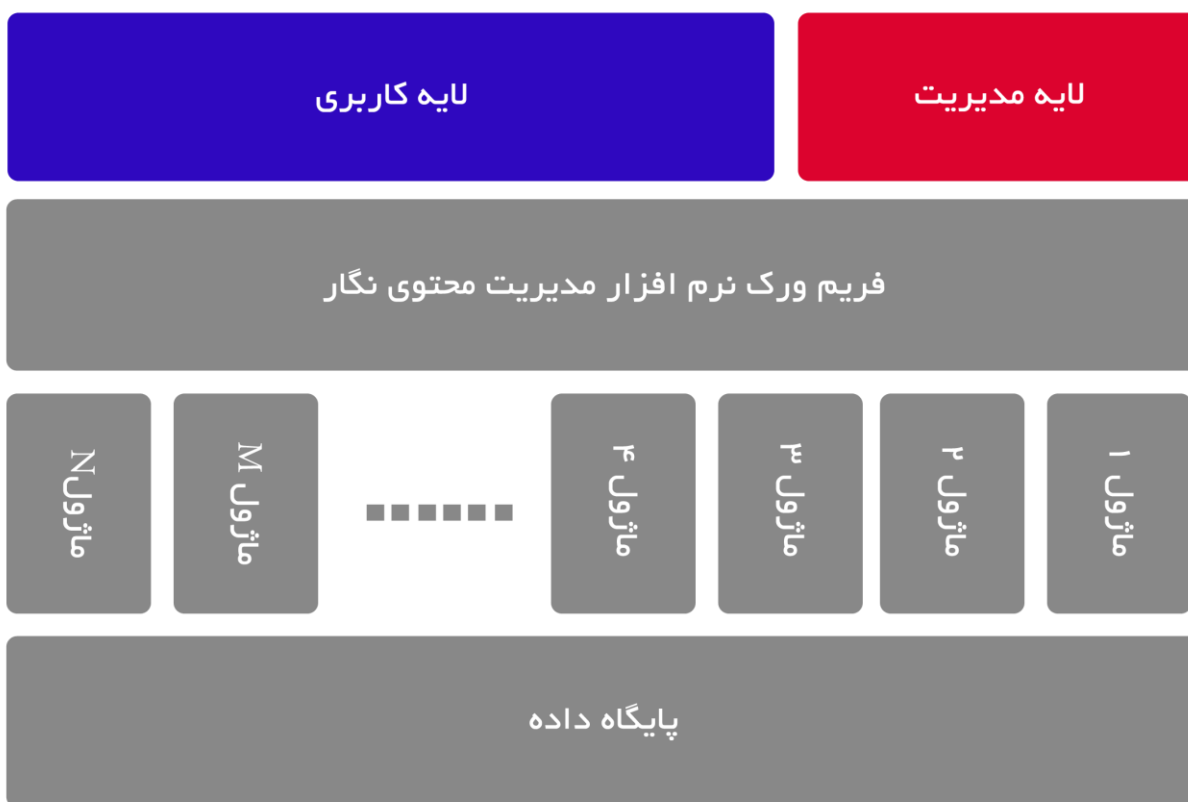 لایه مدیریت
لایه کاربری
فریم ورک نرم افزار مدیریت محتوی نگار
ماژول ۱
ماژول ۲
ماژول ۳
ماژول ۴
ماژول M
ماژولN
پایگاه داده